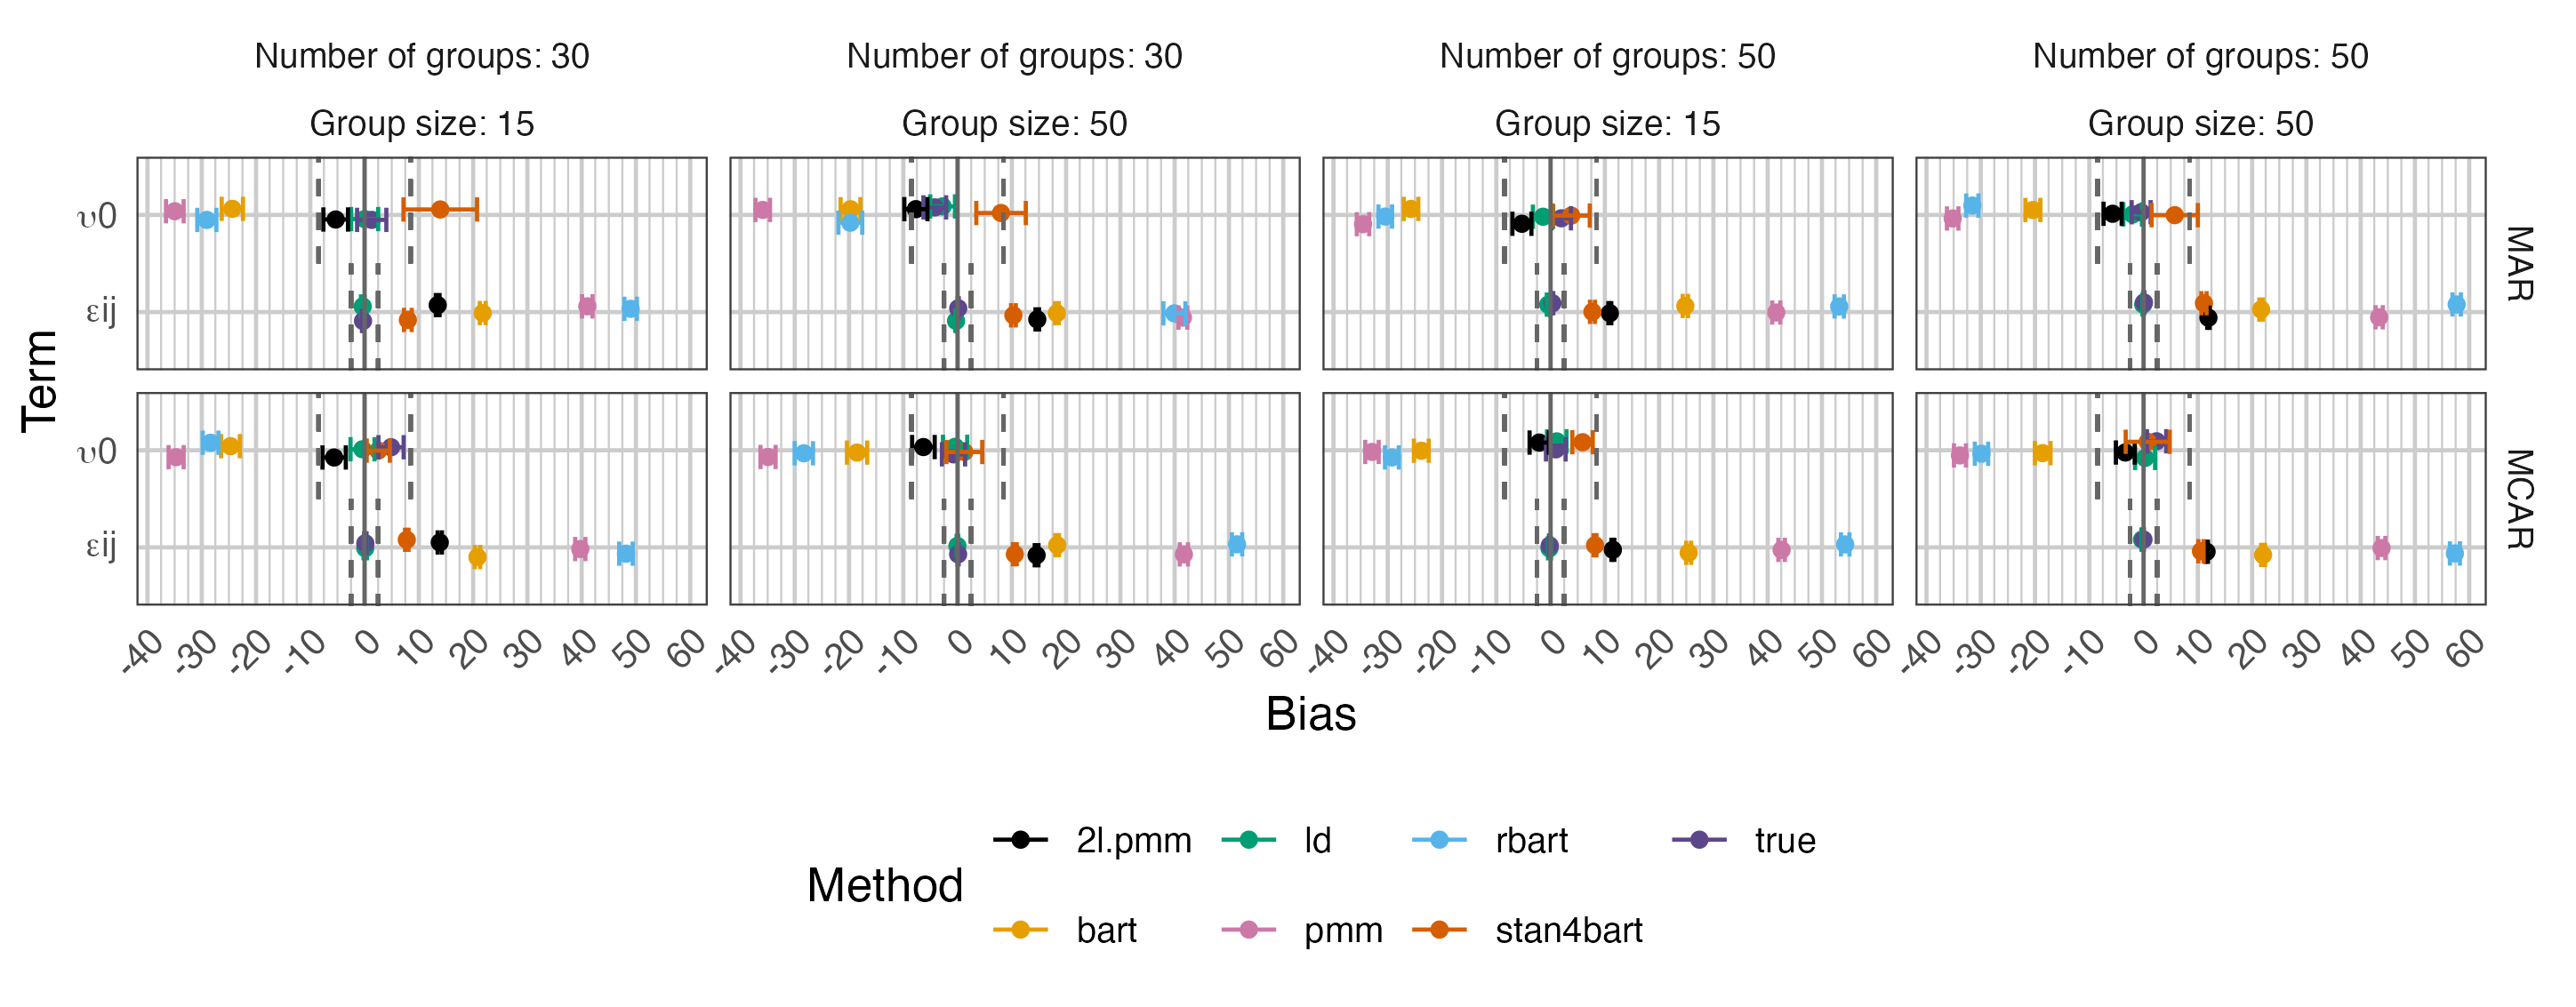 Number of groups: 30 Number of groups: 30 Number of groups: 50 Number of groups: 50
Group size: 15 Group size: 50 Group size: 15 Group size: 50
υ0
εij
MAR
Term
υ0
εij
MCAR
-40 -30 -20 -10 0 10 20 30 40 50 60 -40 -30 -20 -10 0 10 20 30 40 50 60 -40 -30 -20 -10 0 10 20 30 40 50 60 -40 -30 -20 -10 0 10 20 30 40 50 60
Bias
Method
2l.pmm ld rbart true
bart pmm stan4bart